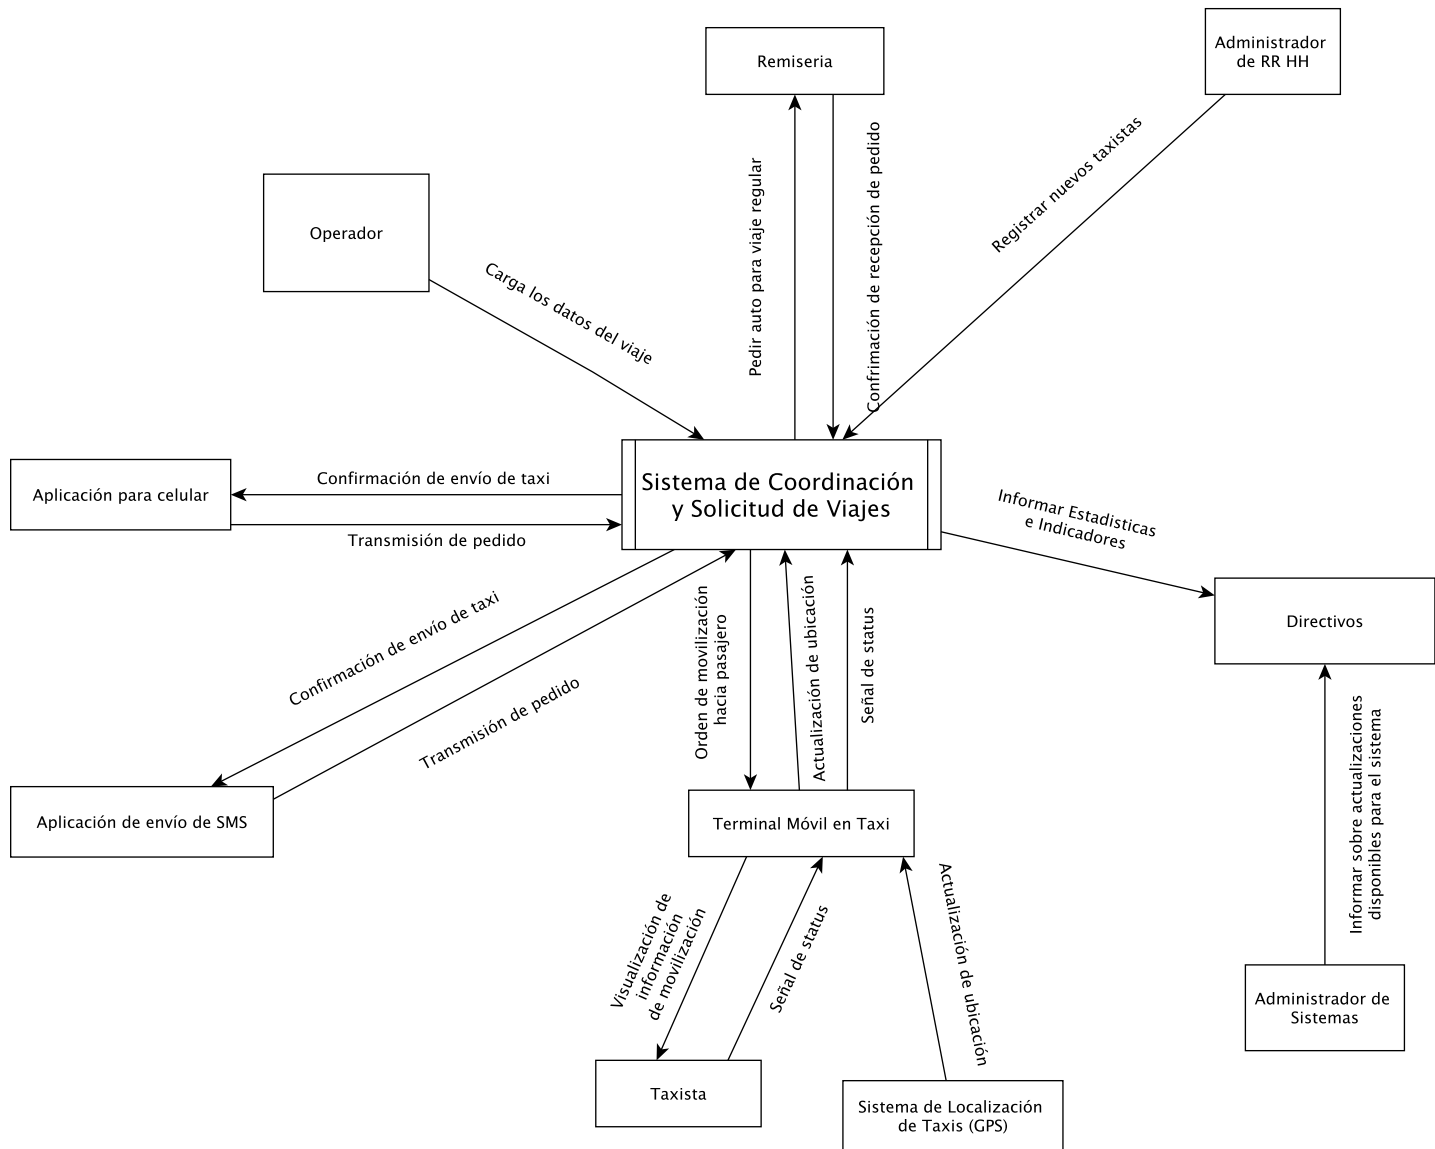 Remiseria
Administrador
de RR HH
Operador
Carga los datos del viaje
Pedir auto para viaje regular
Confrimación de recepción de pedido
Registrar nuevos taxistas
Aplicación para celular
Confirmación de envío de taxi
Transmisión de pedido
Sistema de Coordinación
y Solicitud de Viajes
Informar Estadisticas
e Indicadores
Directivos
Confirmación de envío de taxi
Transmisión de pedido
Orden de movilización
hacia pasajero
Actualización de ubicación
Señal de status
Informar sobre actualizaciones
disponibles para el sistema
Aplicación de envío de SMS
Terminal Móvil en Taxi
Visualización de
información
de movilización
Señal de status
Actualización de ubicación
Administrador de
Sistemas
Taxista
Sistema de Localización
de Taxis (GPS)